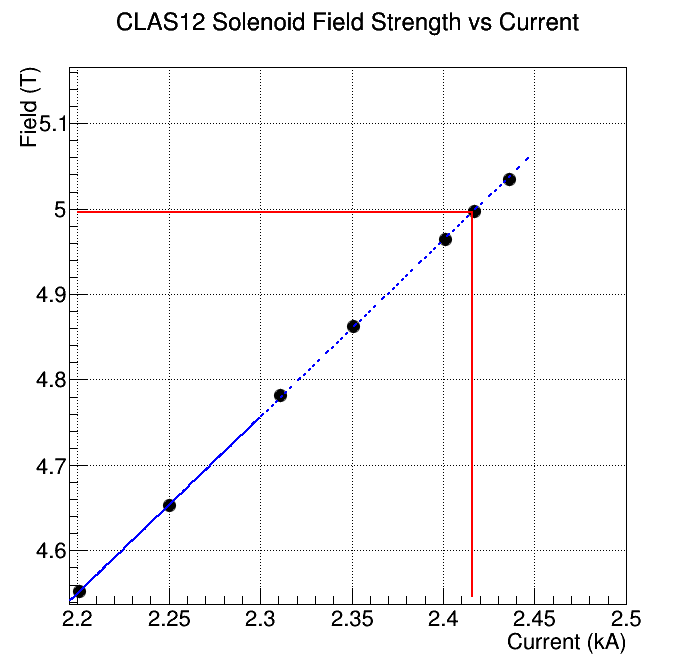 CLAS12 Solenoid Field Strength vs Current
Field (T)
5.1
5
4.9
4.8
4.7
4.6
2.2 2.25 2.3 2.35 2.4 2.45 2.5
Current (kA)